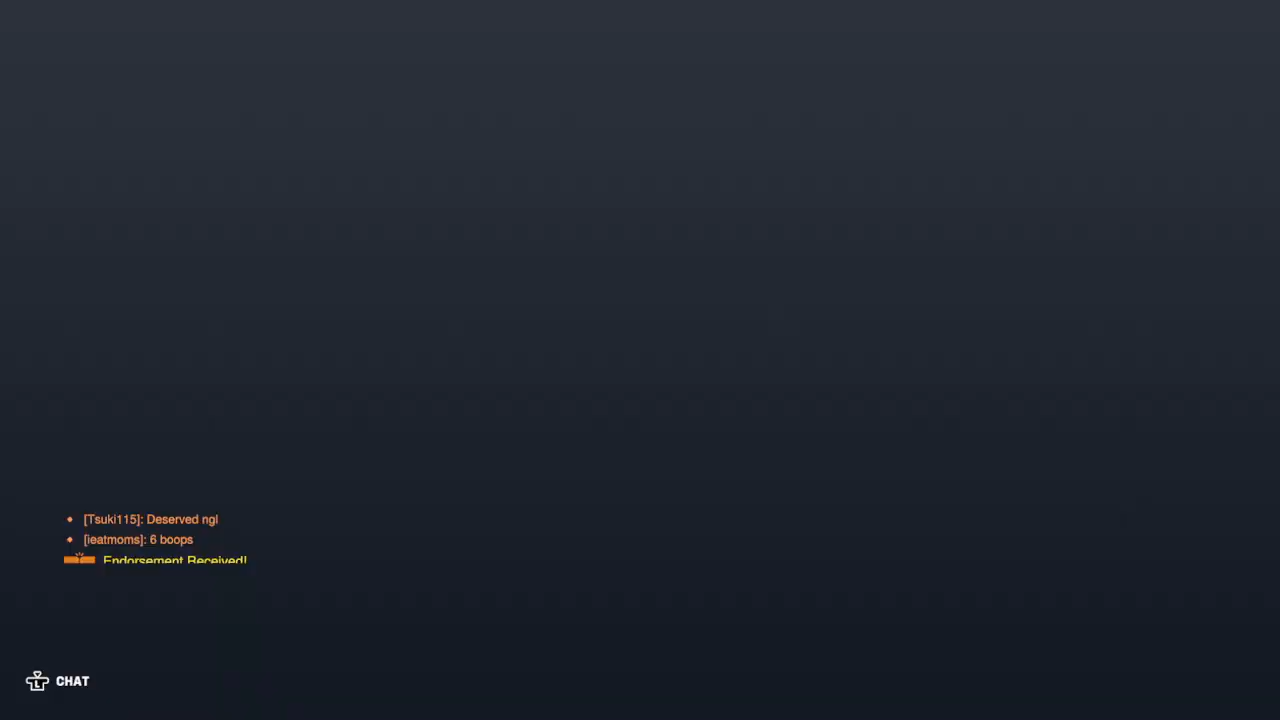 [Tsuki115]: Deserved ngl
[ieatmoms]: 6 boops
Endorsement Received!
L CHAT